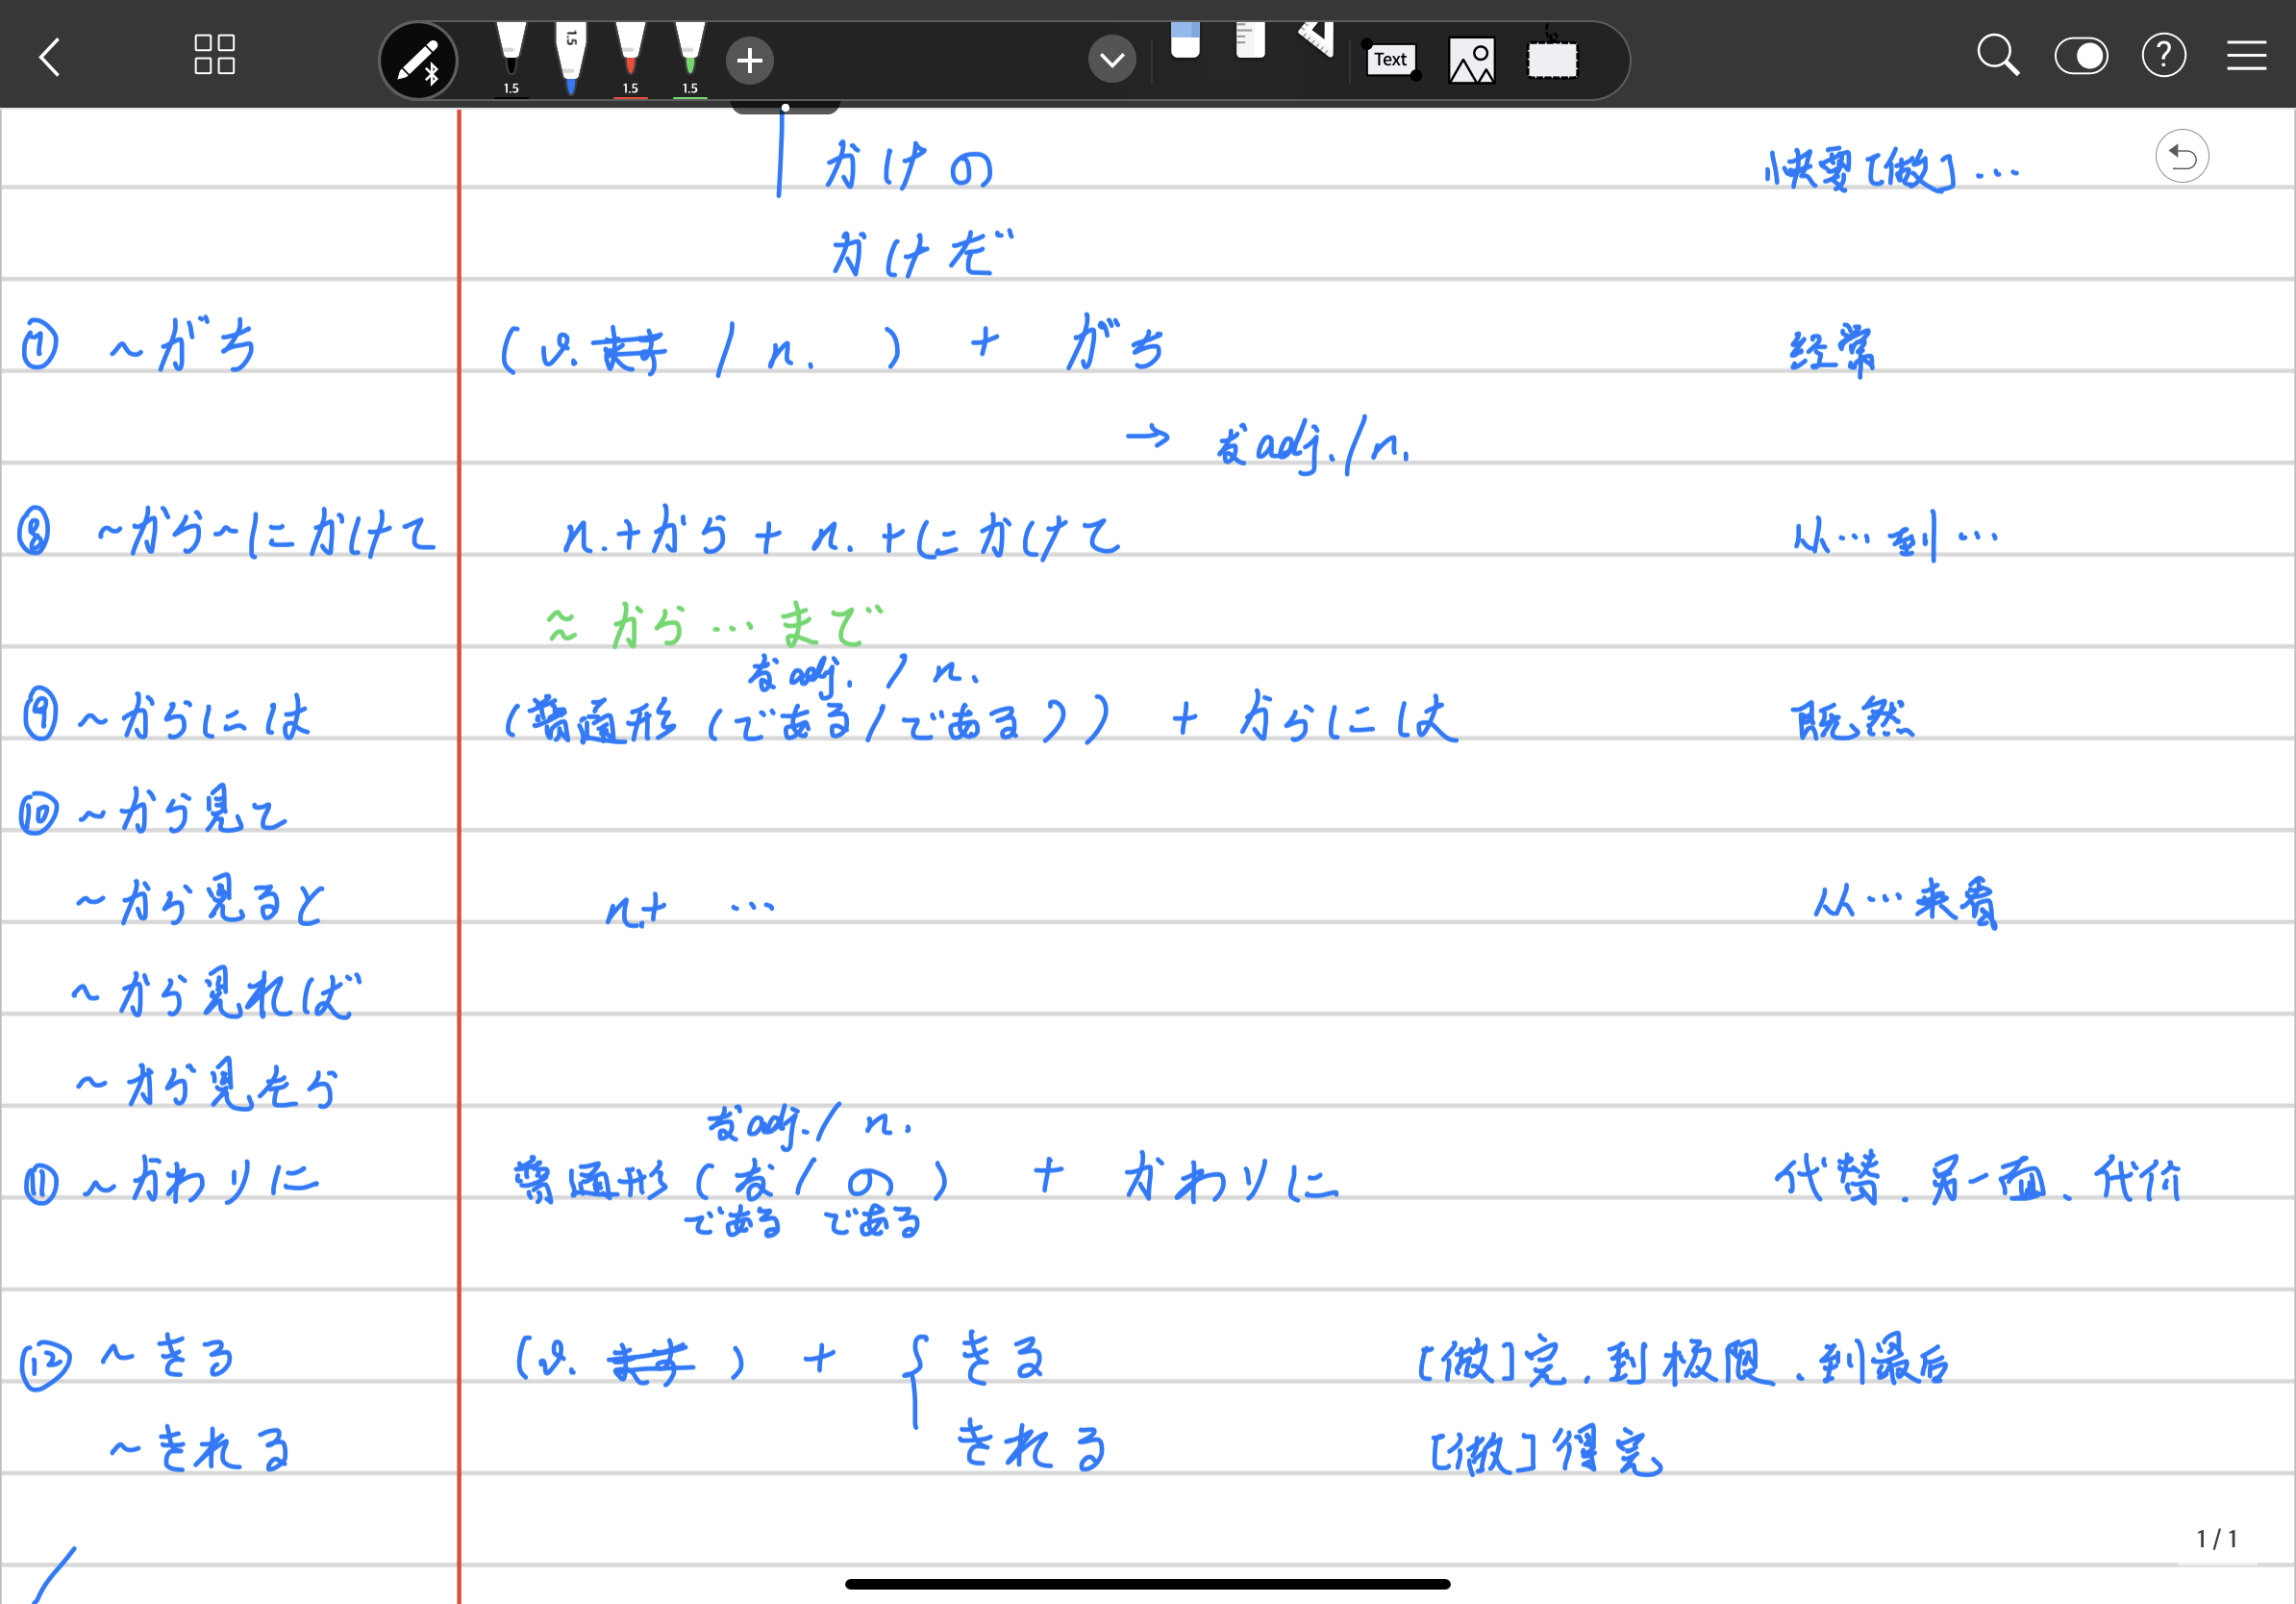 1.5 1.5 1.5 1.5 Text
かけの 快要[做]…
かけだ
⑦ ~がち (v.ます / n. ) + がち 经常
→ なadj. / n.
⑧ ~から~にかけて n.+から+n.+にかけて 从…到…
≈ から…まで
なadj. / n.
⑨ ~からには (普通形 (である/である)) + からには 既然
⑩ ~から見て
~から見ると n.+ … 从…来看
~から見れば
~から見たら
なadj. / n.
⑪ ~かわりに 普通形 (な / の) + かわりに 代替.另一面.代价
である である
⑫ ~きる (v.ます) + { きる [做]完.到极限.到最后
~きれる きれる [做]得完
1 / 1